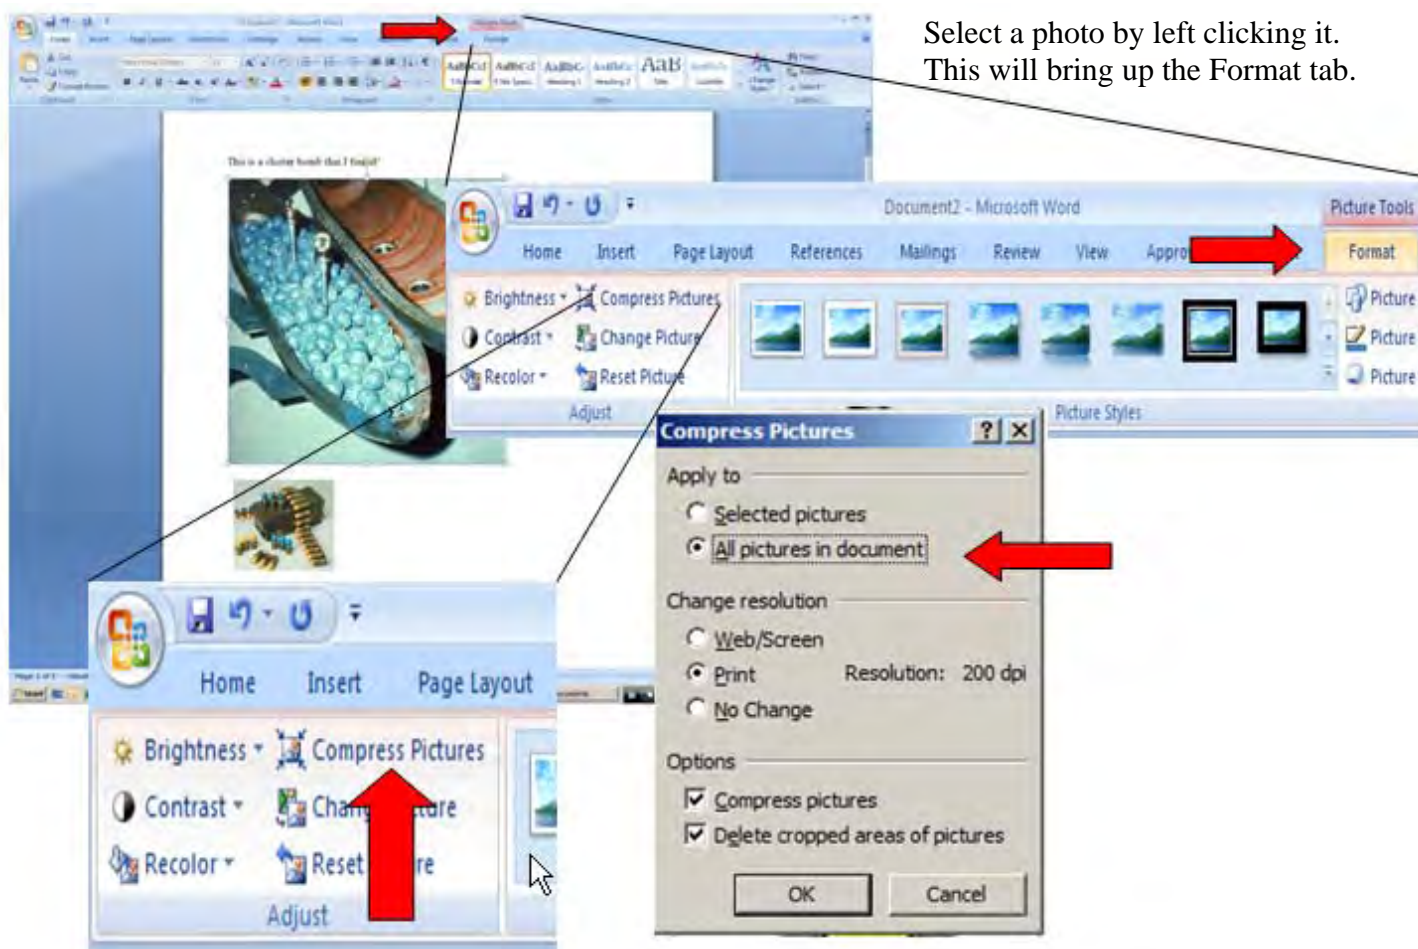 Select a photo by left clicking it.
This will bring up the Format tab.
This is a cluster bomb that I found!
Document2 - Microsoft Word
Picture Tools
Home Insert Page Layout References Mailings Review View Format
Brightness Compress Pictures
Contrast Change Picture
Recolor Reset Picture
Picture
Picture
Picture
Adjust
Picture Styles
Compress Pictures
Apply to
Selected pictures
All pictures in document
Change resolution
Web/Screen
Print Resolution: 200 dpi
No Change
Options
Compress pictures
Delete cropped areas of pictures
OK Cancel
Home Insert Page Layout
Brightness Compress Pictures
Contrast
Recolor Reset
Adjust